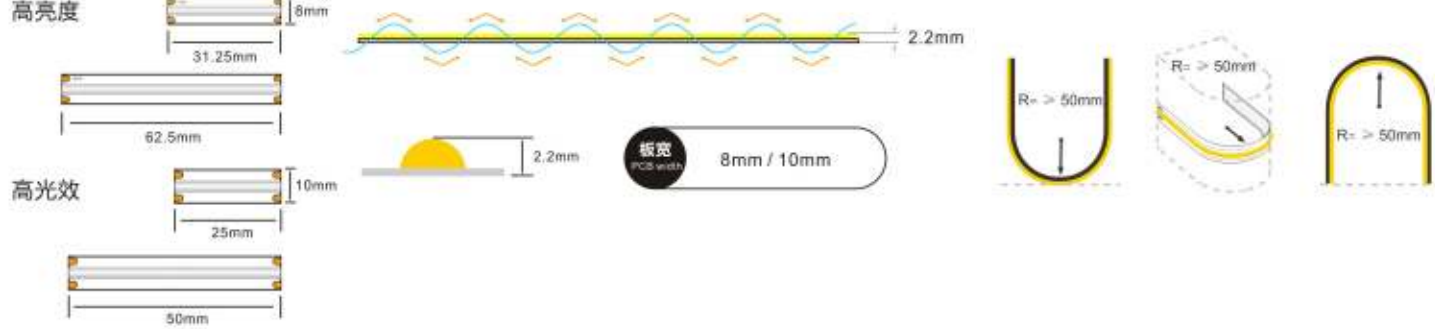 高亮度
8mm
31.25mm
62.5mm
高光效
10mm
25mm
50mm
2.2mm
2.2mm
板宽
PCB width
8mm / 10mm
R= ≥ 50mm
R= ≥ 50mm
R= ≥ 50mm